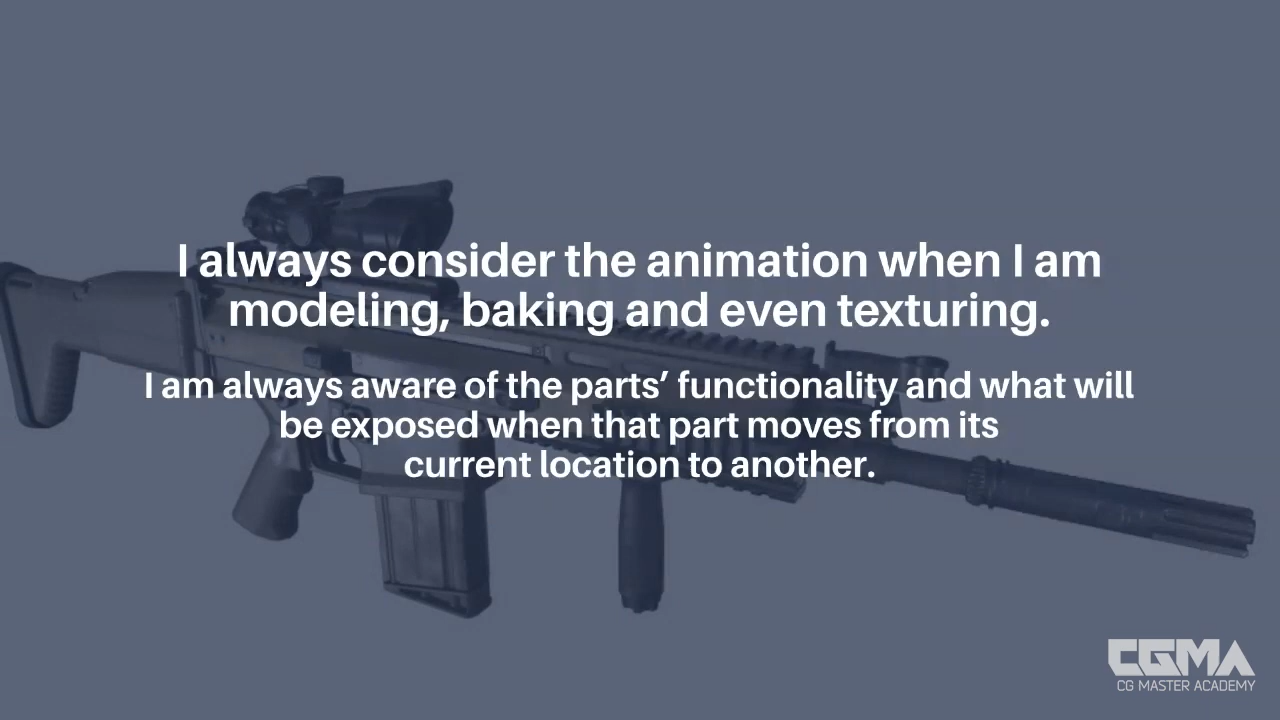 I always consider the animation when I am
modeling, baking and even texturing.
I am always aware of the parts’ functionality and what will
be exposed when that part moves from its
current location to another.
CGMA
CG MASTER ACADEMY